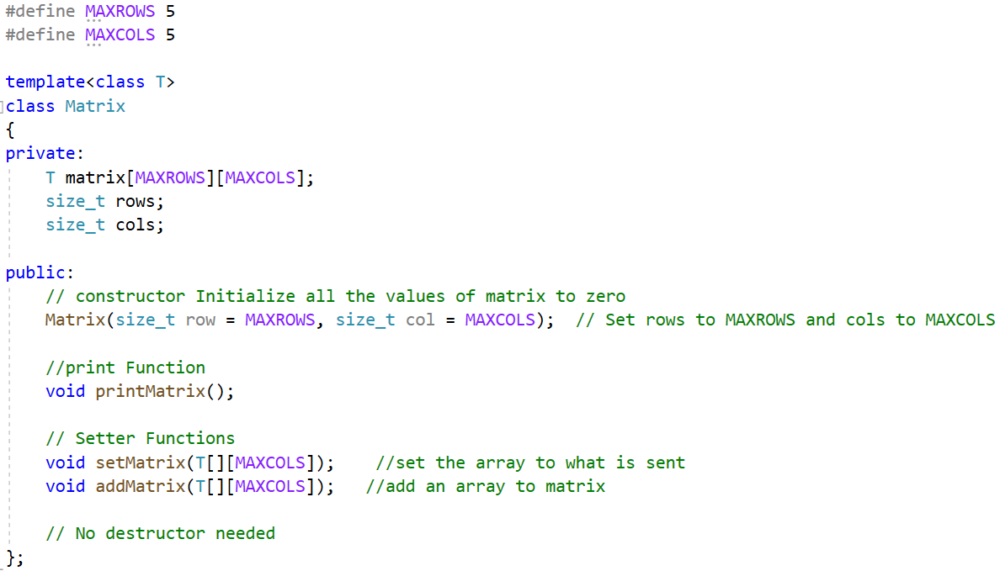 #define MAXROWS 5
#define MAXCOLS 5
template<class T>
class Matrix
{
private:
    T matrix[MAXROWS][MAXCOLS];
    size_t rows;
    size_t cols;
public:
    // constructor Initialize all the values of matrix to zero
    Matrix(size_t row = MAXROWS, size_t col = MAXCOLS);  // Set rows to MAXROWS and cols to MAXCOLS
    //print Function
    void printMatrix();
    // Setter Functions
    void setMatrix(T[][MAXCOLS]);    //set the array to what is sent
    void addMatrix(T[][MAXCOLS]);   //add an array to matrix
    // No destructor needed
};